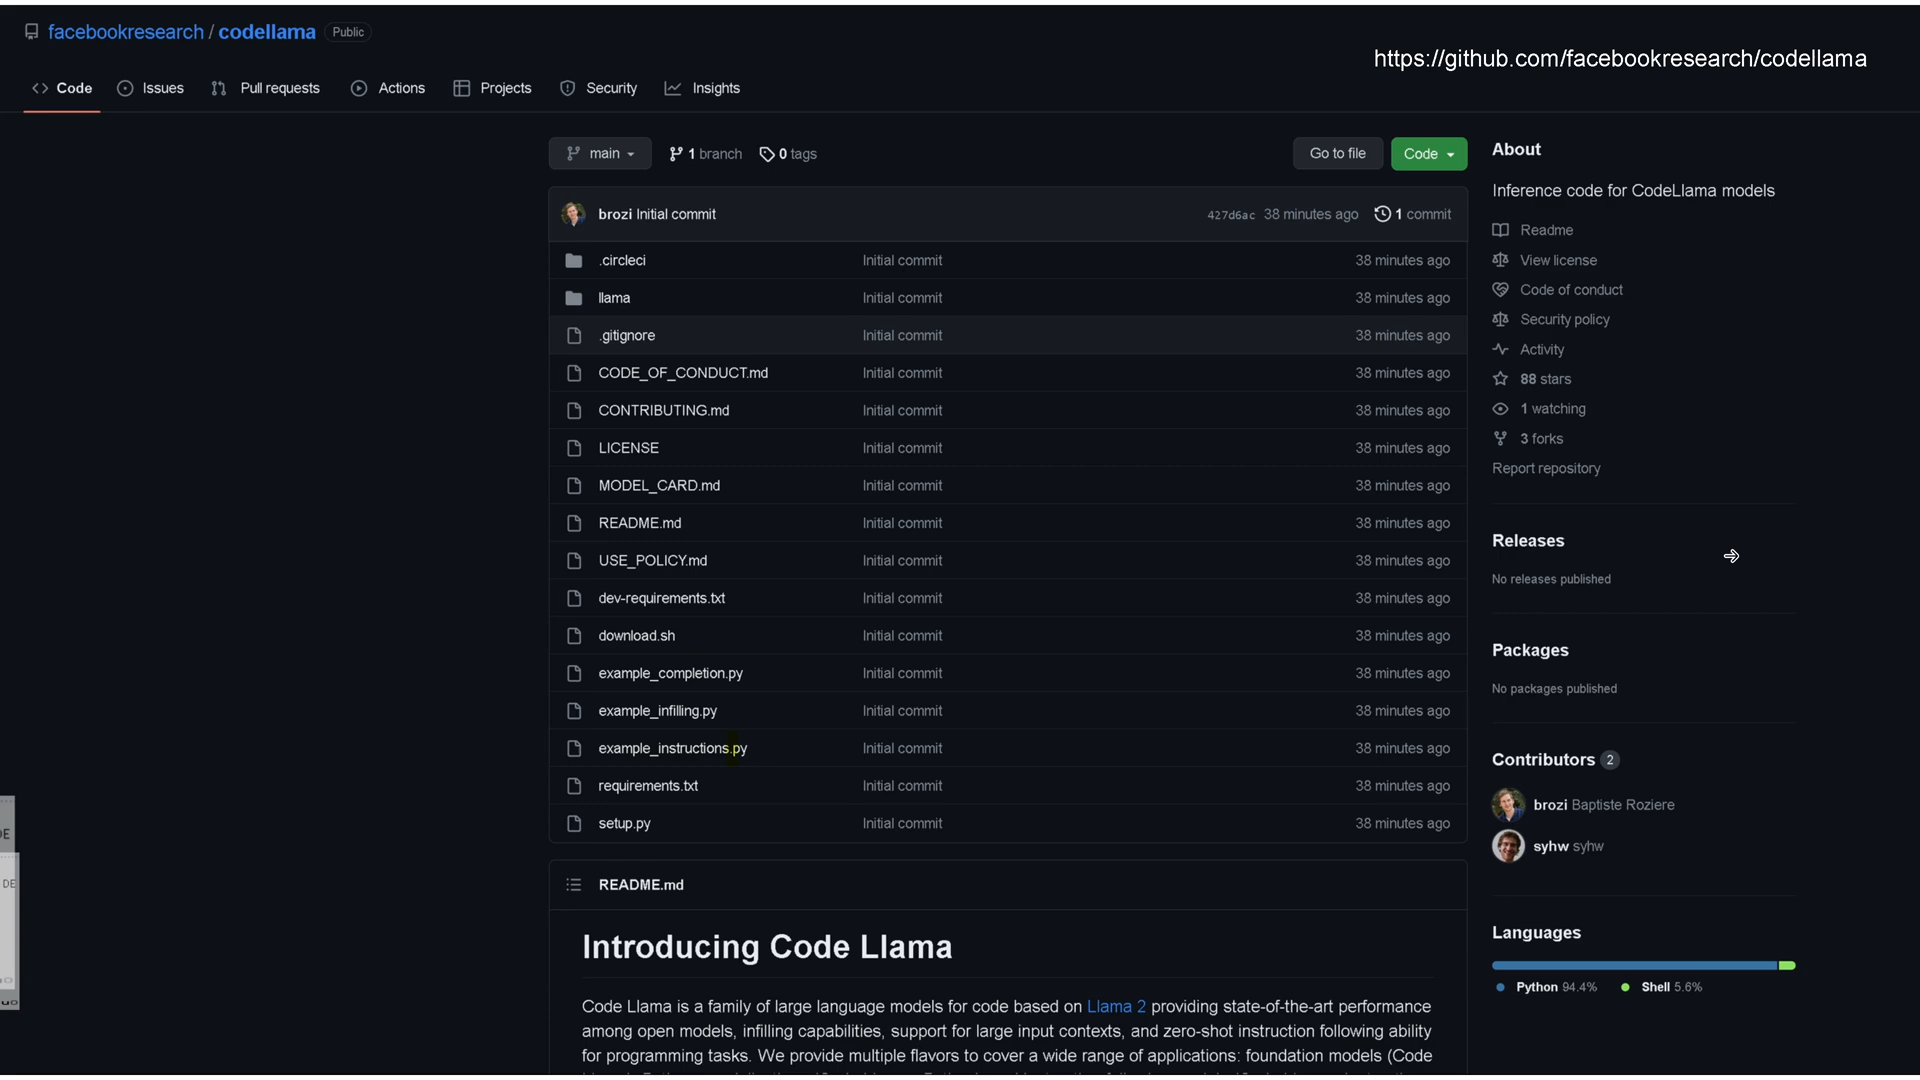 facebookresearch / codellama Public
https://github.com/facebookresearch/codellama
Code Issues Pull requests Actions Projects Security Insights
main 1 branch 0 tags Go to file Code
brozi Initial commit 427d6ac 38 minutes ago 1 commit
.circleci Initial commit 38 minutes ago
llama Initial commit 38 minutes ago
.gitignore Initial commit 38 minutes ago
CODE_OF_CONDUCT.md Initial commit 38 minutes ago
CONTRIBUTING.md Initial commit 38 minutes ago
LICENSE Initial commit 38 minutes ago
MODEL_CARD.md Initial commit 38 minutes ago
README.md Initial commit 38 minutes ago
USE_POLICY.md Initial commit 38 minutes ago
dev-requirements.txt Initial commit 38 minutes ago
download.sh Initial commit 38 minutes ago
example_completion.py Initial commit 38 minutes ago
example_infilling.py Initial commit 38 minutes ago
example_instructions.py Initial commit 38 minutes ago
requirements.txt Initial commit 38 minutes ago
setup.py Initial commit 38 minutes ago
README.md
Introducing Code Llama
Code Llama is a family of large language models for code based on Llama 2 providing state-of-the-art performance
among open models, infilling capabilities, support for large input contexts, and zero-shot instruction following ability
for programming tasks. We provide multiple flavors to cover a wide range of applications: foundation models (Code
About
Inference code for CodeLlama models
Readme
View license
Code of conduct
Security policy
Activity
88 stars
1 watching
3 forks
Report repository
Releases
No releases published
Packages
No packages published
Contributors 2
brozi Baptiste Roziere
syhw syhw
Languages
Python 94.4% Shell 5.6%
DE